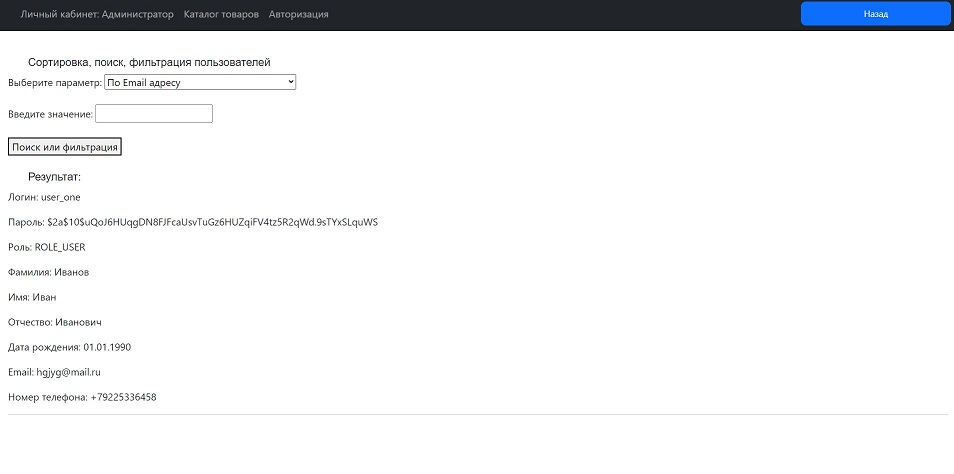 Личный кабинет: Администратор Каталог товаров Авторизация Назад
Сортировка, поиск, фильтрация пользователей
Выберите параметр: По Email адресу
Введите значение:
Поиск или фильтрация
Результат:
Логин: user_one
Пароль: $2a$10$uQoJ6HUqgDN8FJFcaUsvTuGz6HUZqiFV4tz5R2qWd.9sTYxSLquWS
Роль: ROLE_USER
Фамилия: Иванов
Имя: Иван
Отчество: Иванович
Дата рождения: 01.01.1990
Email: hgjyg@mail.ru
Номер телефона: +79225336458